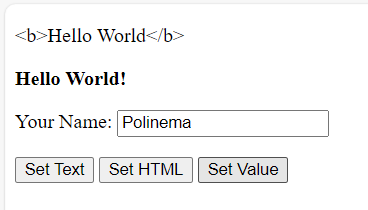 <b>Hello World</b>
Hello World!
Your Name: Polinema
Set Text Set HTML Set Value